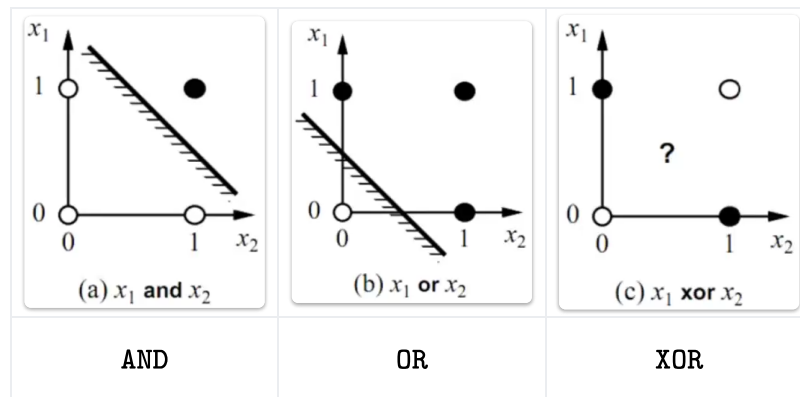 x₁
1
0
0
1
x₂
(a) x₁ and x₂
x₁
1
0
0
1
x₂
(b) x₁ or x₂
x₁
1
?
0
0
1
x₂
(c) x₁ xor x₂
AND
OR
XOR